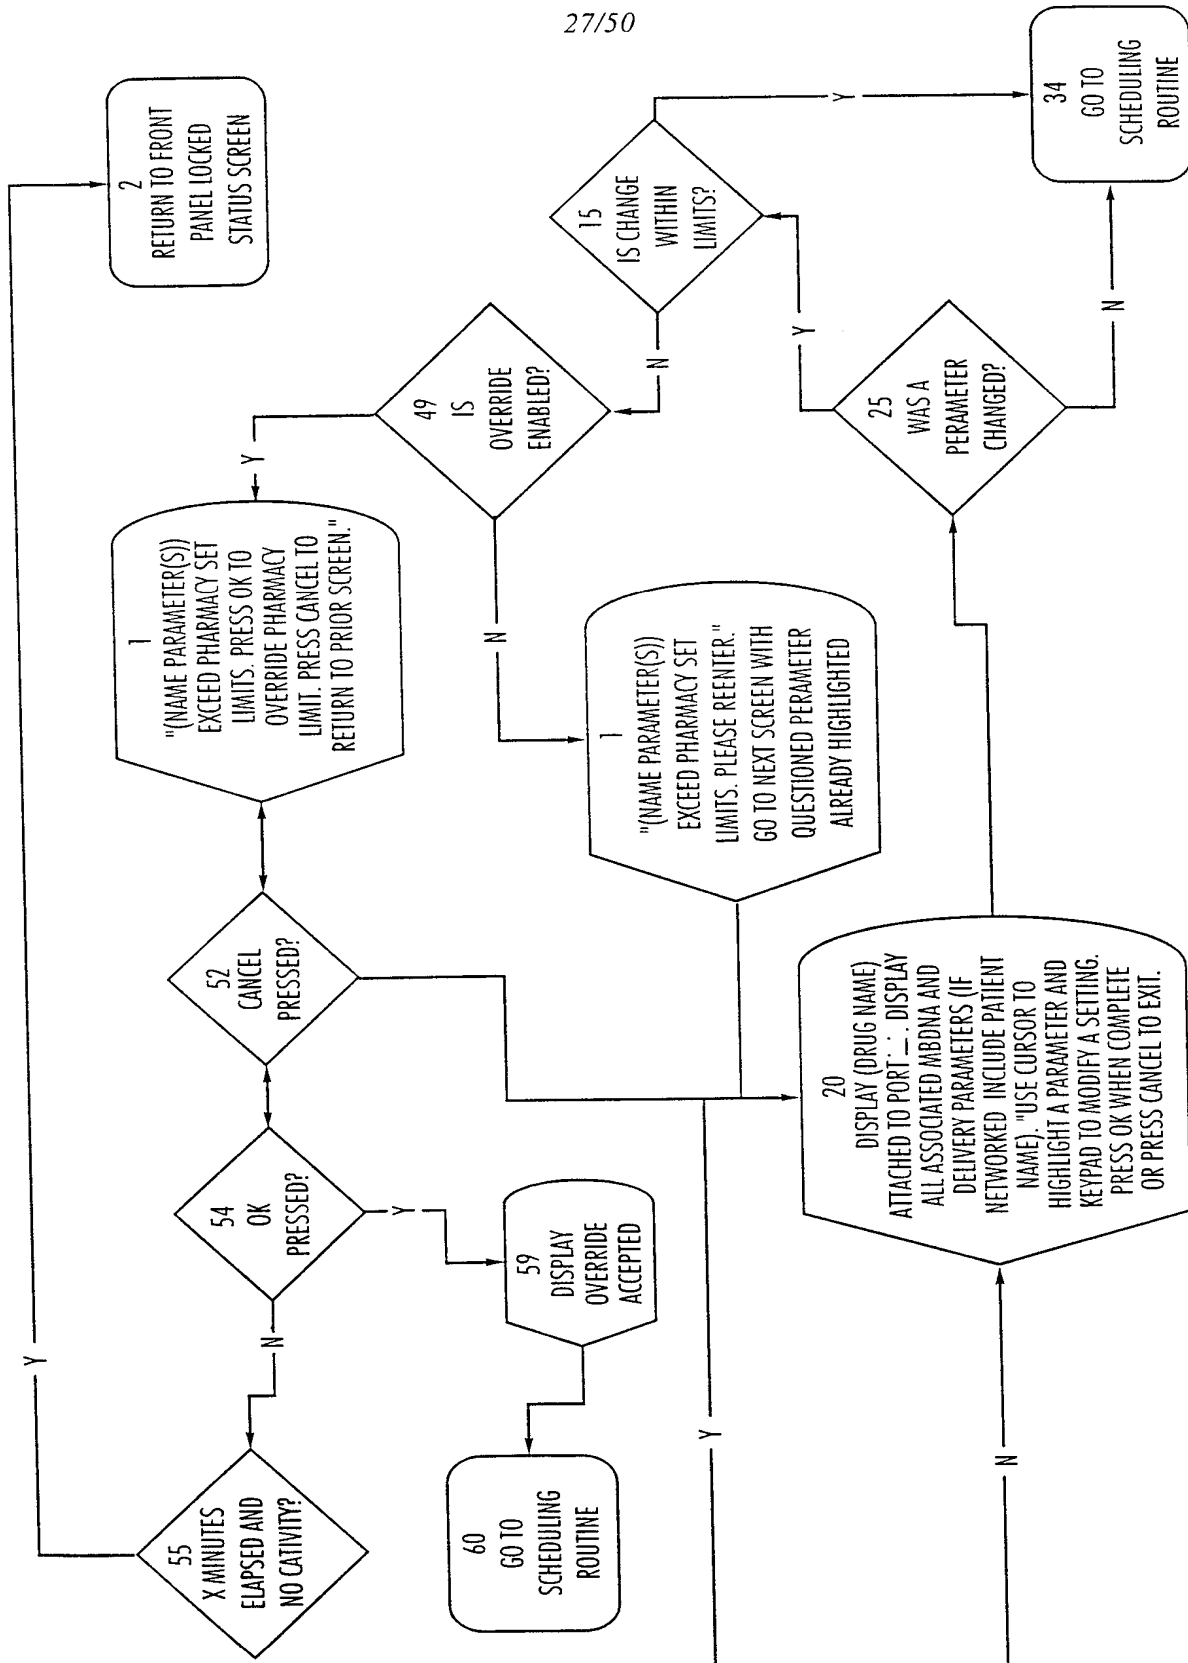 27/50
2
RETURN TO FRONT
PANEL LOCKED
STATUS SCREEN
Y
1
"(NAME PARAMETER(S))
EXCEED PHARMACY SET
LIMITS. PRESS OK TO
OVERRIDE PHARMACY
LIMIT. PRESS CANCEL TO
RETURN TO PRIOR SCREEN."
52
CANCEL
PRESSED?
54
OK
PRESSED?
N
Y
55
X MINUTES
ELAPSED AND
NO CATIVITY?
59
DISPLAY
OVERRIDE
ACCEPTED
60
GO TO
SCHEDULING
ROUTINE
49
IS
OVERRIDE
ENABLED?
Y
N
1
"(NAME PARAMETER(S))
EXCEED PHARMACY SET
LIMITS. PLEASE REENTER."
GO TO NEXT SCREEN WITH
QUESTIONED PERAMETER
ALREADY HIGHLIGHTED
15
IS CHANGE
WITHIN
LIMITS?
N
Y
25
WAS A
PERAMETER
CHANGED?
Y
N
34
GO TO
SCHEDULING
ROUTINE
20
DISPLAY (DRUG NAME)
ATTACHED TO PORT _ _. DISPLAY
ALL ASSOCIATED MBDNA AND
DELIVERY PARAMETERS (IF
NETWORKED INCLUDE PATIENT
NAME). "USE CURSOR TO
HIGHLIGHT A PARAMETER AND
KEYPAD TO MODIFY A SETTING.
PRESS OK WHEN COMPLETE
OR PRESS CANCEL TO EXIT.
Y
N